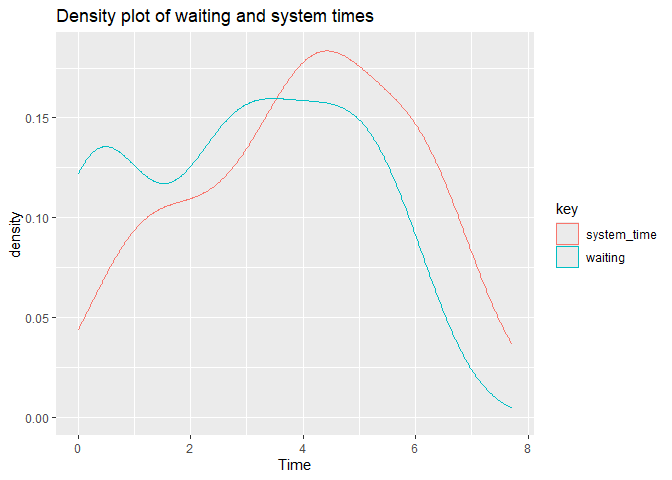 Density plot of waiting and system times
0.15
0.10
0.05
0.00
density
0
2
4
6
8
Time
key
system_time
waiting